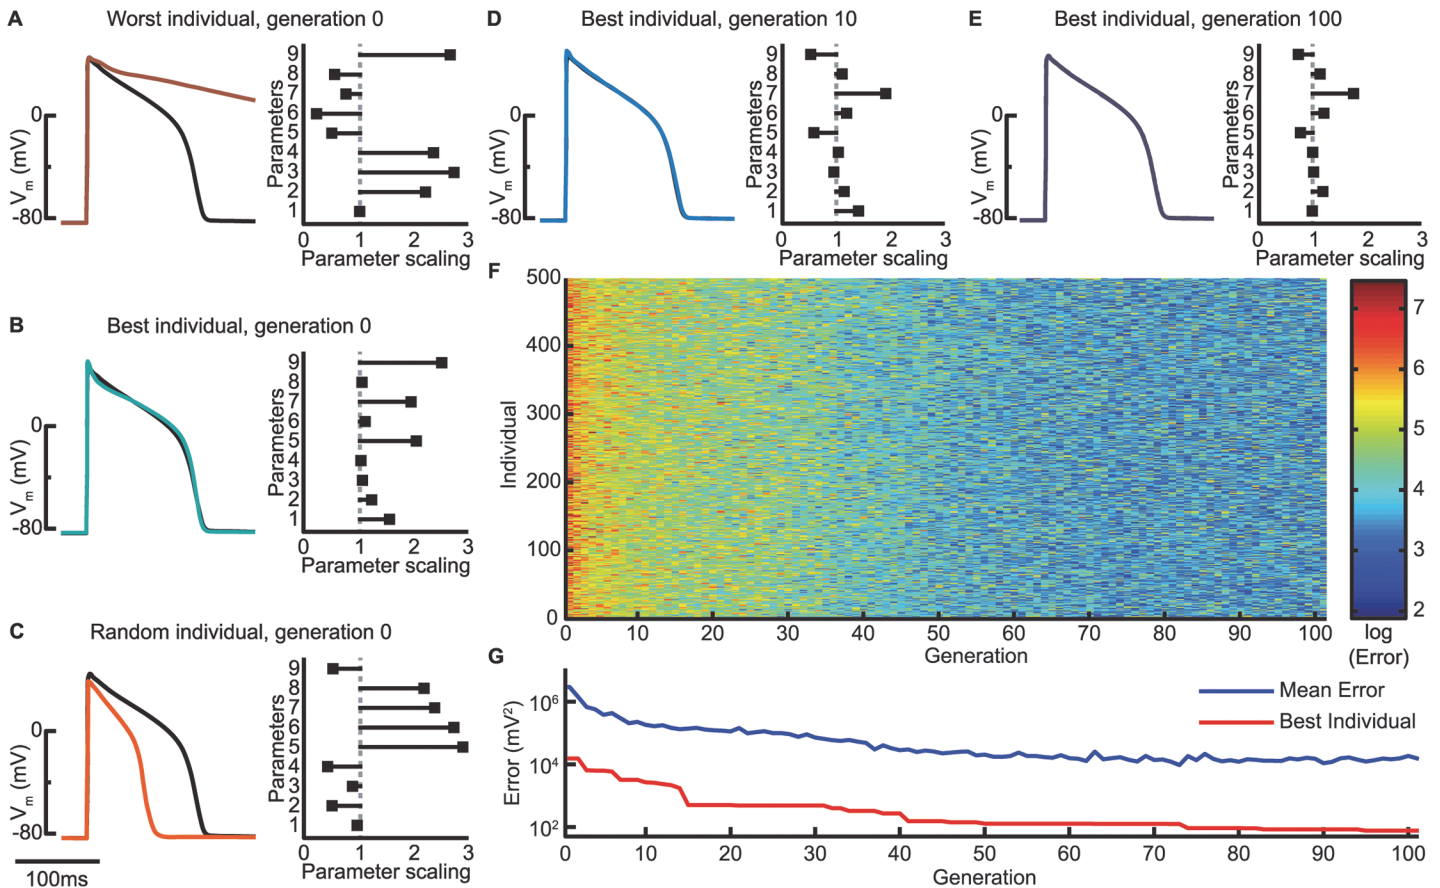 A
Worst individual, generation 0
0
-80
Vm (mV)
Parameters
9
8
7
6
5
4
3
2
1
0 1 2 3
Parameter scaling
B
Best individual, generation 0
0
-80
Vm (mV)
Parameters
9
8
7
6
5
4
3
2
1
0 1 2 3
Parameter scaling
C
Random individual, generation 0
0
-80
Vm (mV)
100ms
Parameters
9
8
7
6
5
4
3
2
1
0 1 2 3
Parameter scaling
D
Best individual, generation 10
0
-80
Vm (mV)
Parameters
9
8
7
6
5
4
3
2
1
0 1 2 3
Parameter scaling
E
Best individual, generation 100
0
-80
Vm (mV)
Parameters
9
8
7
6
5
4
3
2
1
0 1 2 3
Parameter scaling
F
Individual
500
400
300
200
100
0
0 10 20 30 40 50 60 70 80 90 100
Generation
7
6
5
4
3
2
log
(Error)
G
Error (mV²)
10⁶
10⁴
10²
Mean Error
Best Individual
0 10 20 30 40 50 60 70 80 90 100
Generation